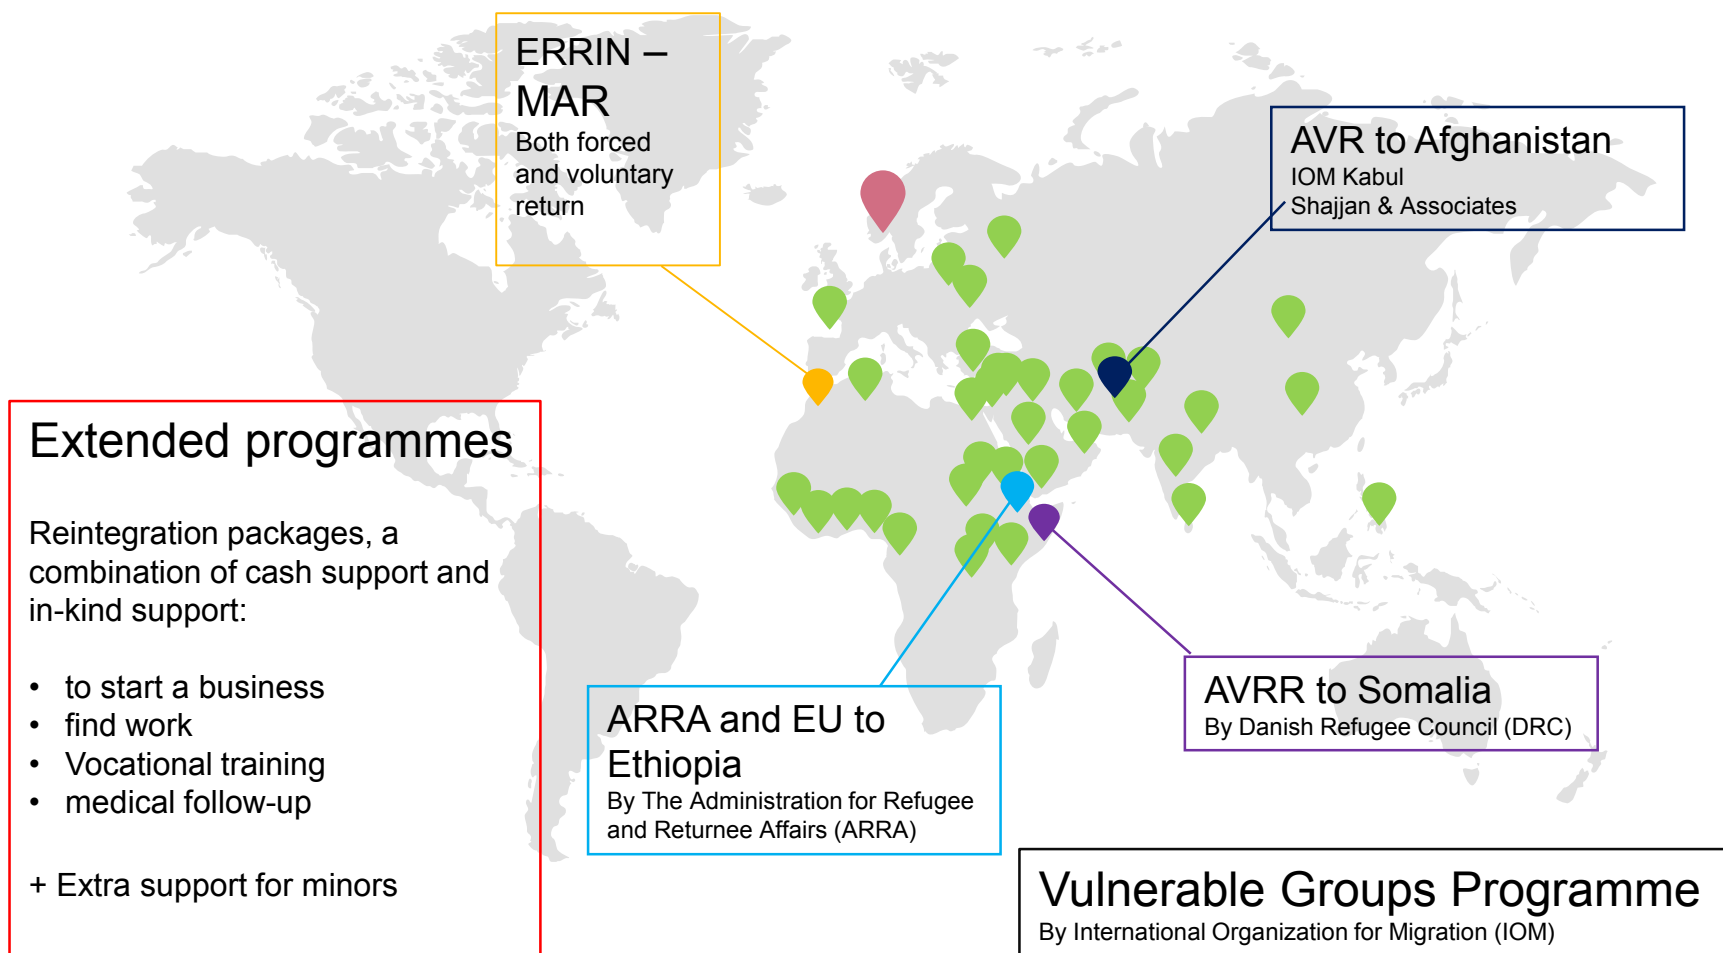 ERRIN –
MAR
Both forced
and voluntary
return
AVR to Afghanistan
IOM Kabul
Shajjan & Associates
Extended programmes
Reintegration packages, a
combination of cash support and
in-kind support:
• to start a business
• find work
• Vocational training
• medical follow-up
+ Extra support for minors
ARRA and EU to
Ethiopia
By The Administration for Refugee
and Returnee Affairs (ARRA)
AVRR to Somalia
By Danish Refugee Council (DRC)
Vulnerable Groups Programme
By International Organization for Migration (IOM)